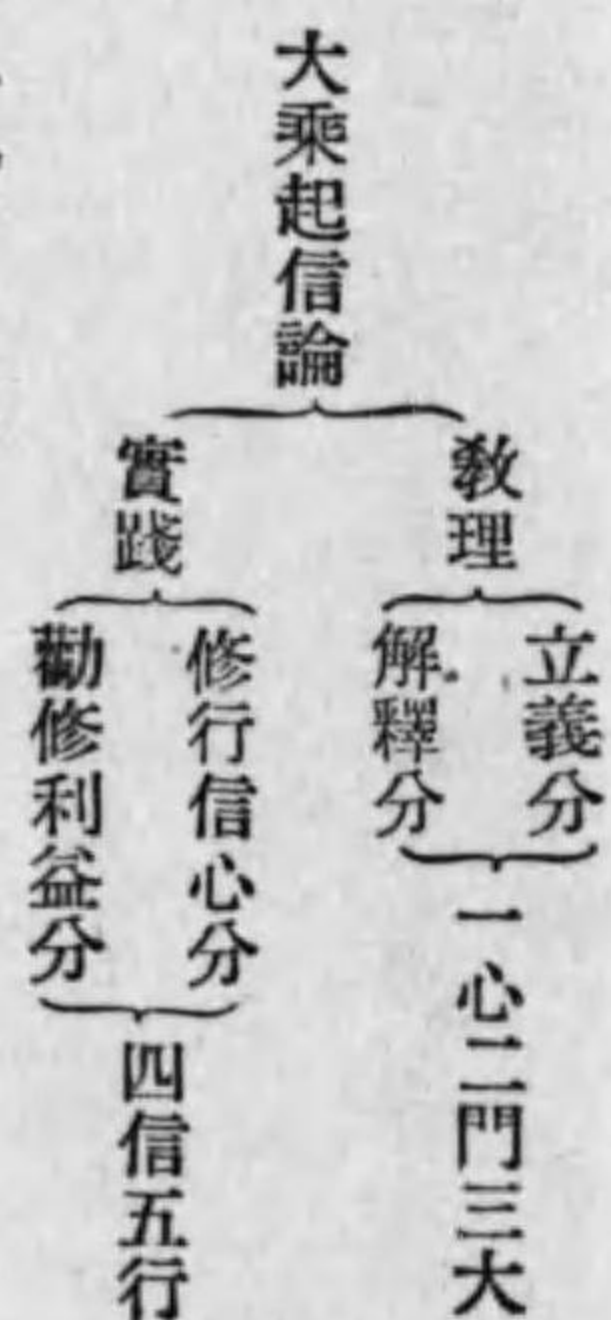 大乘起信論
教理
立義分
解釋分
一心二門三大
實踐
修行信心分
勸修利益分
四信五行